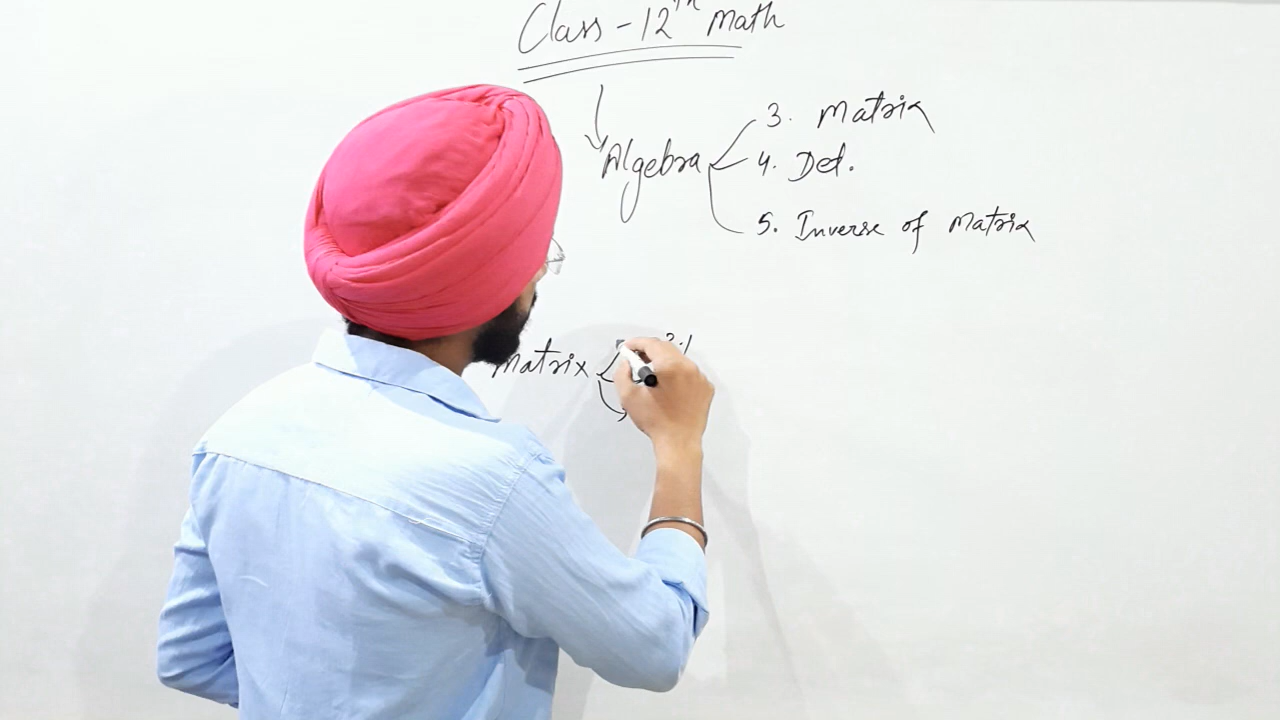 Class - 12th Math
Algebra
3. Matrix
4. Det.
5. Inverse of Matrix
Matrix